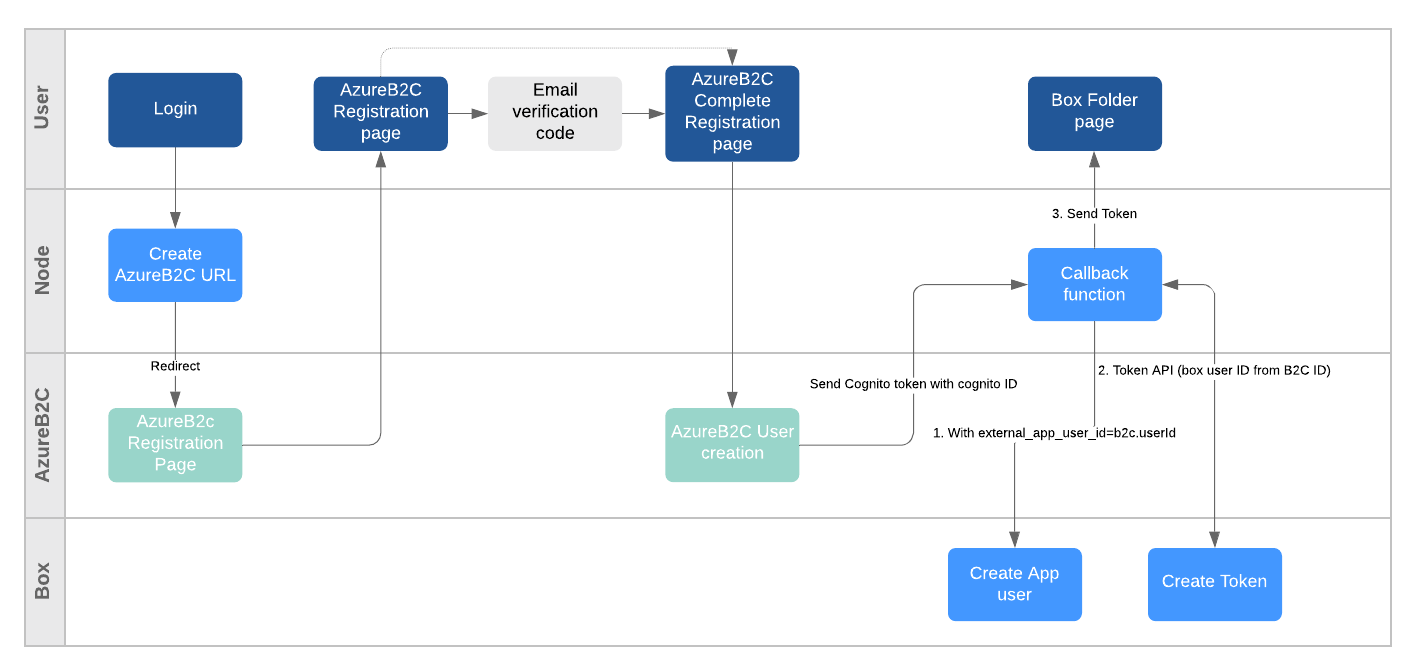 User
Login
AzureB2C
Registration
page
Email
verification
code
AzureB2C
Complete
Registration
page
Box Folder
page
Node
Create
AzureB2C URL
3. Send Token
Callback
function
AzureB2C
Redirect
AzureB2c
Registration
Page
AzureB2C User
creation
Send Cognito token with cognito ID
2. Token API (box user ID from B2C ID)
1. With external_app_user_id=b2c.userId
Box
Create App
user
Create Token